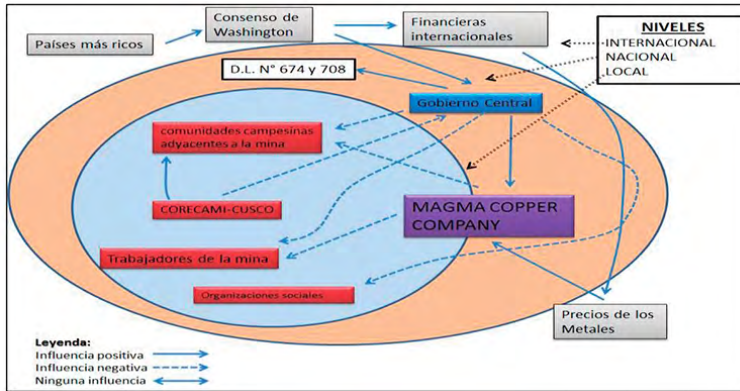 Países más ricos
Consenso de
Washington
Financieras
internacionales
NIVELES
INTERNACIONAL
NACIONAL
LOCAL
D.L. N° 674 y 708
Gobierno Central
comunidades campesinas
adyacentes a la mina
CORECAMI-CUSCO
MAGMA COPPER
COMPANY
Trabajadores de la mina
Organizaciones sociales
Precios de los
Metales
Leyenda:
Influencia positiva
Influencia negativa
Ninguna influencia